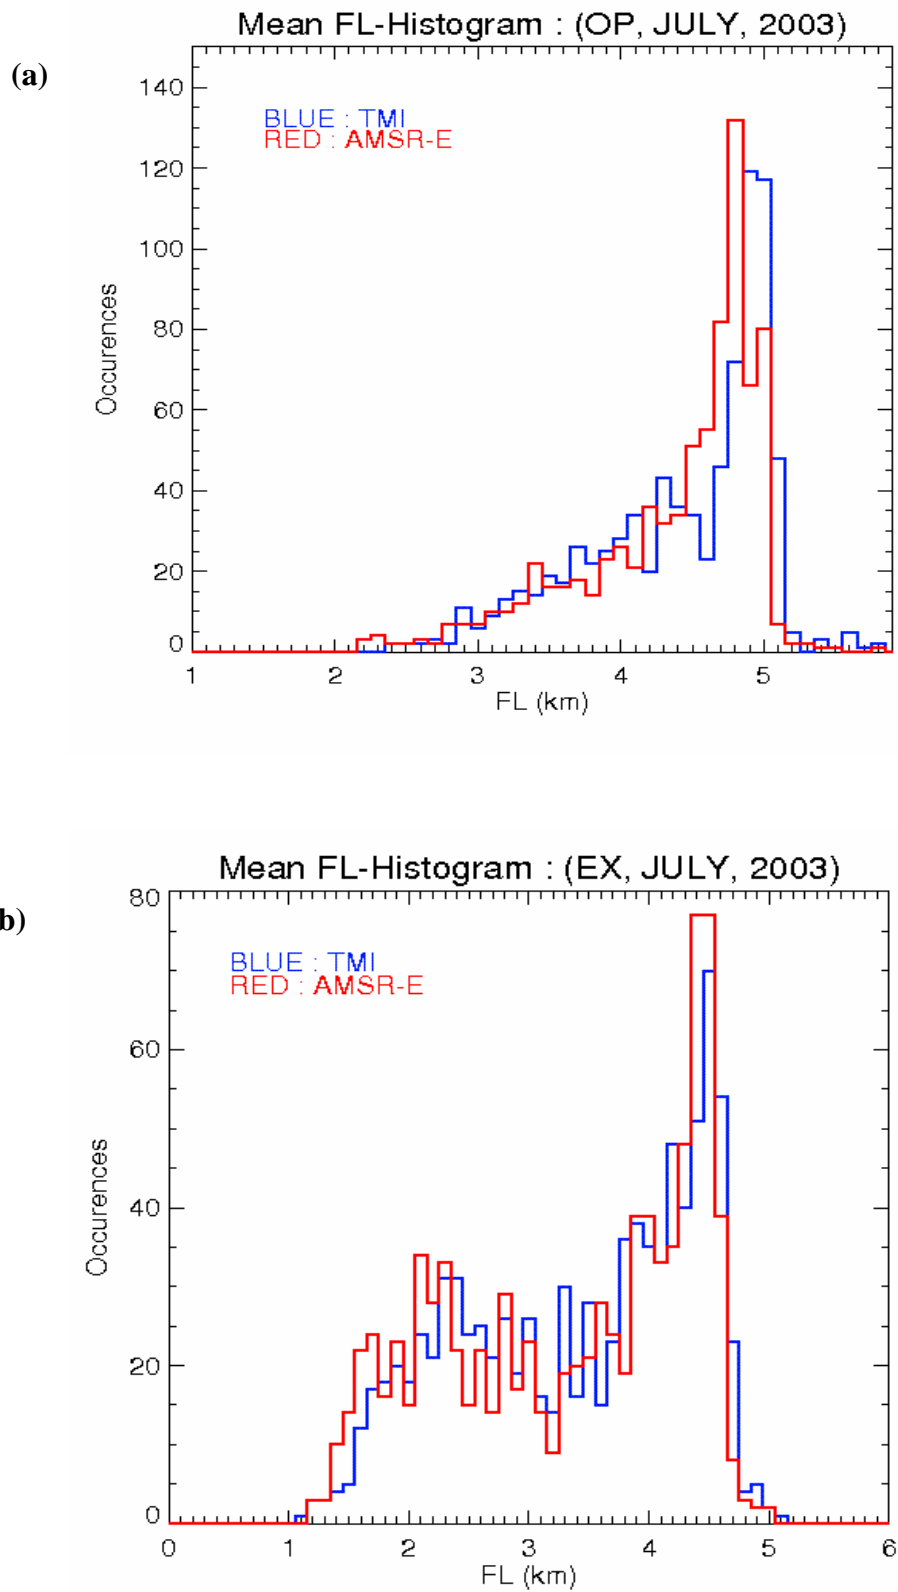 Mean FL-Histogram : (OP, JULY, 2003)
(a)
BLUE : TMI
RED : AMSR-E
140
120
100
80
60
40
20
0
Occurences
1 2 3 4 5
FL (km)
Mean FL-Histogram : (EX, JULY, 2003)
b)
BLUE : TMI
RED : AMSR-E
80
60
40
20
0
Occurences
0 1 2 3 4 5 6
FL (km)